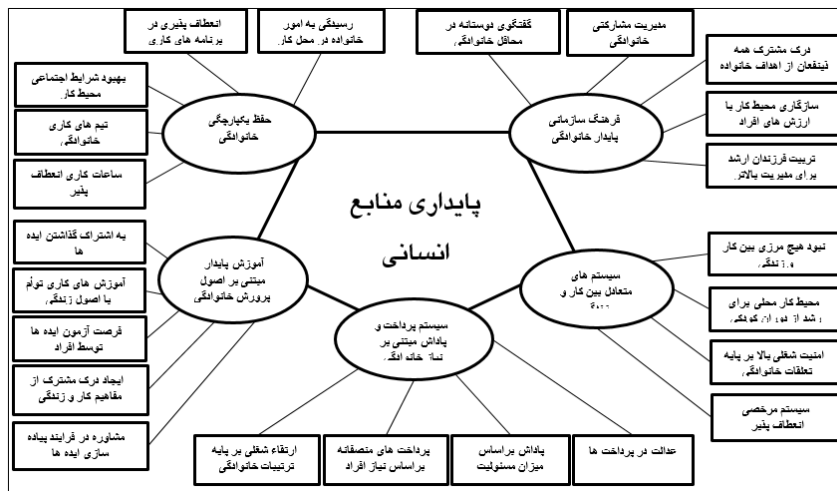 مدیریت مشارکتی
خانوادگی
گفتگوی دوستانه در
محافل خانوادگی
رسیدگی به امور
خانواده در محل کار
انعطاف پذیری در
برنامه های کاری
درک مشترک همه
ذینفعان از اهداف خانواده
سازگاری محیط کار با
ارزش های افراد
تربیت فرزندان ارشد
برای مدیریت بالاتر
فرهنگ سازمانی
پایدار خانوادگی
حفظ یکپارچگی
خانوادگی
بهبود شرایط اجتماعی
محیط کار
تیم های کاری
خانوادگی
ساعات کاری انعطاف
پذیر
پایداری منابع
انسانی
نبود هیچ مرزی بین کار
و زندگی
محیط کار محلی برای
رشد از دوران کودکی
امنیت شغلی بالا بر پایه
تعلقات خانوادگی
سیستم مرخصی
انعطاف پذیر
سیستم های
متعادل بین کار و
زندگی
سیستم پرداخت و
پاداش مبتنی بر
نیاز خانوادگی
آموزش پایدار
مبتنی بر اصول
پرورش خانوادگی
به اشتراک گذاشتن ایده
ها
آموزش های کاری توأم
با اصول زندگی
فرصت آزمون ایده ها
توسط افراد
ایجاد درک مشترک از
مفاهیم کار و زندگی
مشاوره در فرایند پیاده
سازی ایده ها
عدالت در پرداخت ها
پاداش براساس
میزان مسئولیت
پرداخت های منصفانه
براساس نیاز افراد
ارتقاء شغلی بر پایه
ترتیبات خانوادگی